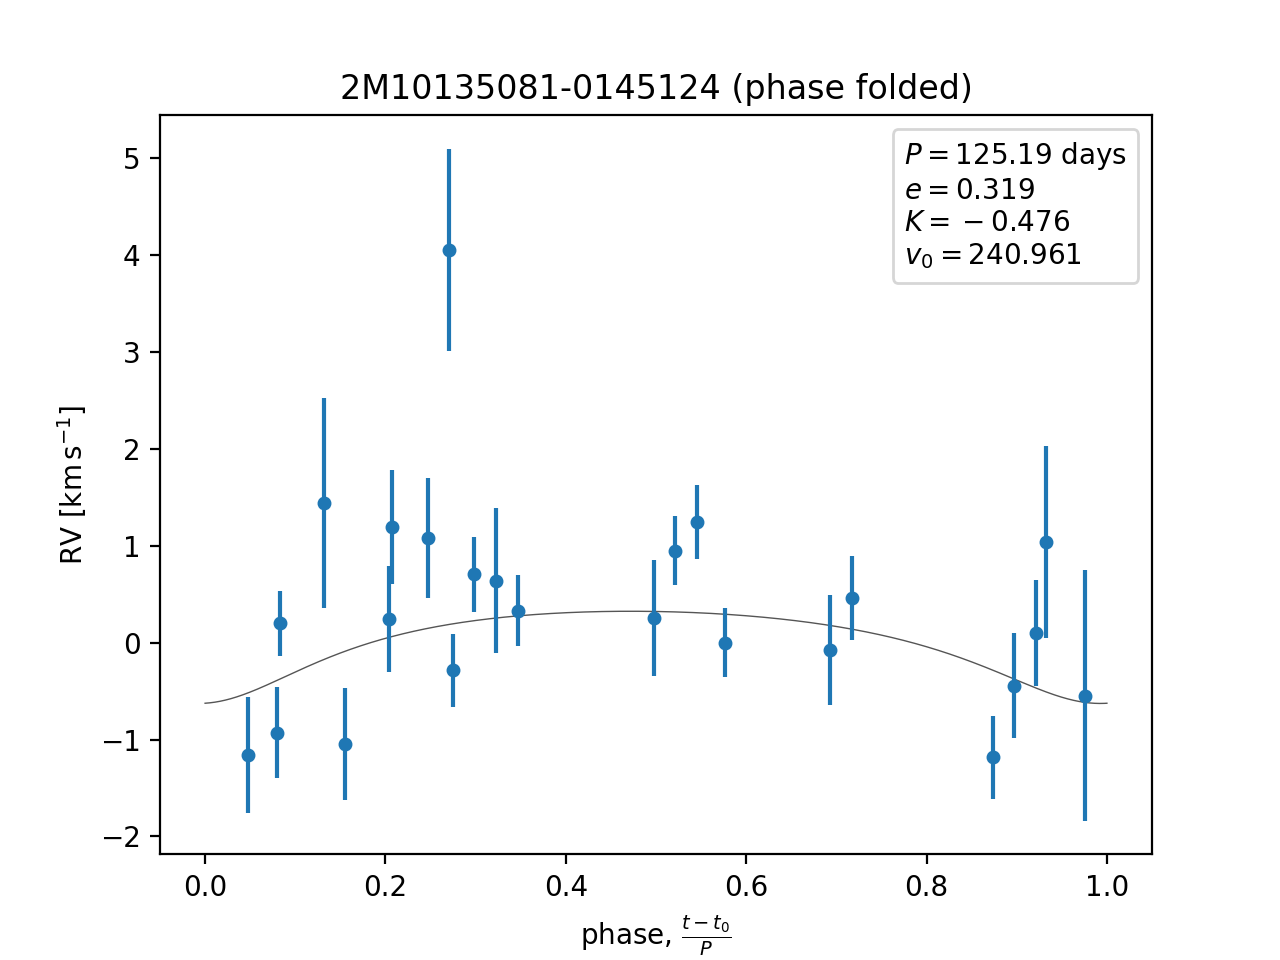 2M10135081-0145124 (phase folded)
P = 125.19 days
e = 0.319
K = −0.476
v₀ = 240.961
5
4
3
2
1
0
−1
−2
RV [km s⁻¹]
0.0 0.2 0.4 0.6 0.8 1.0
phase, (t − t₀)/P